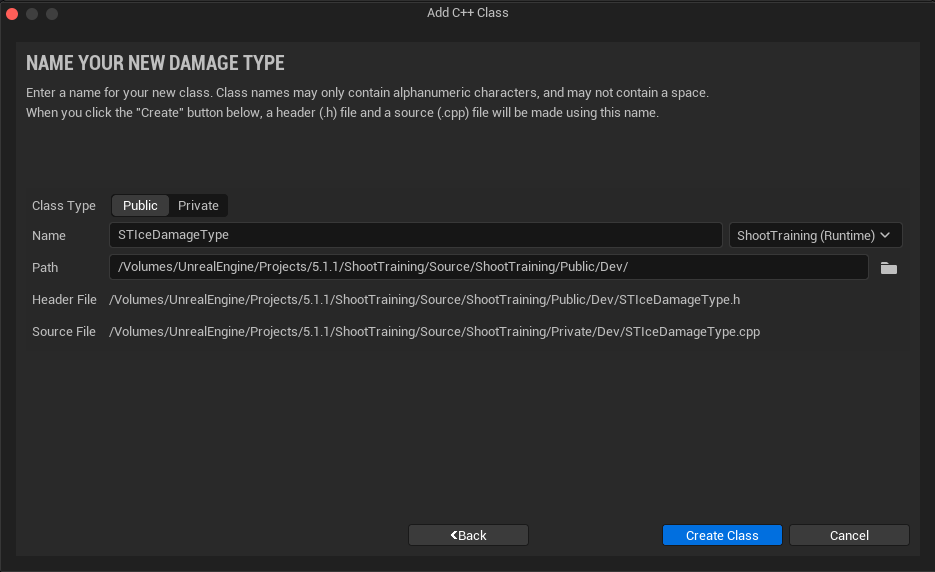 Add C++ Class
NAME YOUR NEW DAMAGE TYPE
Enter a name for your new class. Class names may only contain alphanumeric characters, and may not contain a space.
When you click the "Create" button below, a header (.h) file and a source (.cpp) file will be made using this name.
Class Type Public Private
Name STIceDamageType ShootTraining (Runtime)
Path /Volumes/UnrealEngine/Projects/5.1.1/ShootTraining/Source/ShootTraining/Public/Dev/
Header File /Volumes/UnrealEngine/Projects/5.1.1/ShootTraining/Source/ShootTraining/Public/Dev/STIceDamageType.h
Source File /Volumes/UnrealEngine/Projects/5.1.1/ShootTraining/Source/ShootTraining/Private/Dev/STIceDamageType.cpp
Back Create Class Cancel